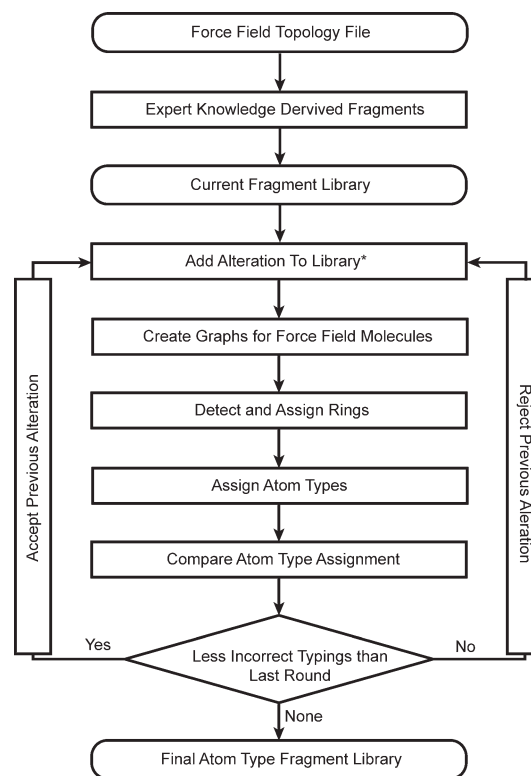 Force Field Topology File
Expert Knowledge Dervived Fragments
Current Fragment Library
Add Alteration To Library*
Create Graphs for Force Field Molecules
Detect and Assign Rings
Assign Atom Types
Compare Atom Type Assignment
Accept Previous Alteration
Reject Previous Aleration
Yes
Less Incorrect Typings than
Last Round
No
None
Final Atom Type Fragment Library